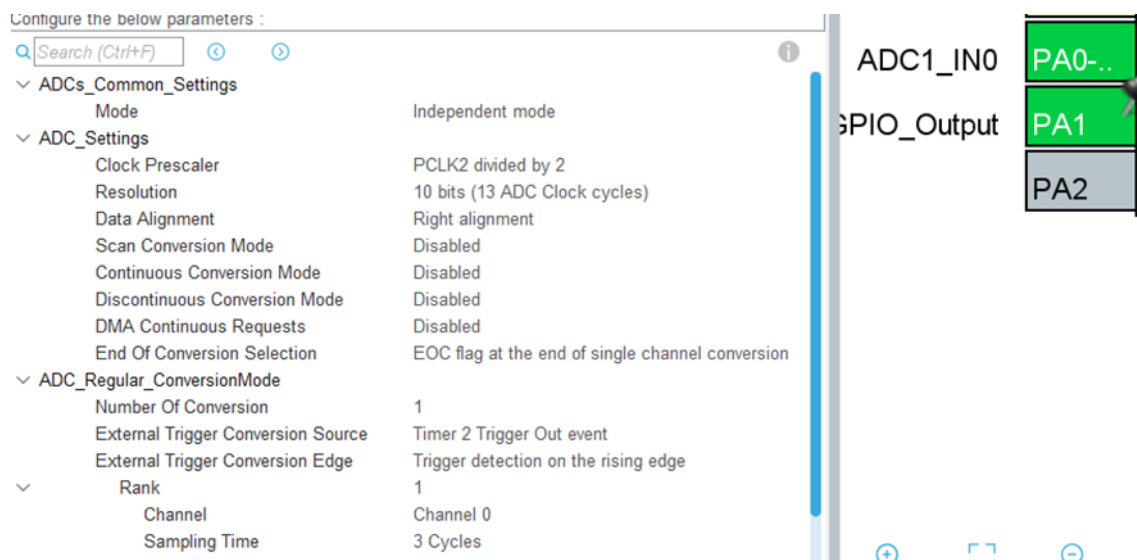 Configure the below parameters :
Search (Ctrl+F)
ADCs_Common_Settings
Mode Independent mode
ADC_Settings
Clock Prescaler PCLK2 divided by 2
Resolution 10 bits (13 ADC Clock cycles)
Data Alignment Right alignment
Scan Conversion Mode Disabled
Continuous Conversion Mode Disabled
Discontinuous Conversion Mode Disabled
DMA Continuous Requests Disabled
End Of Conversion Selection EOC flag at the end of single channel conversion
ADC_Regular_ConversionMode
Number Of Conversion 1
External Trigger Conversion Source Timer 2 Trigger Out event
External Trigger Conversion Edge Trigger detection on the rising edge
Rank 1
Channel Channel 0
Sampling Time 3 Cycles
ADC1_IN0 PA0-..
GPIO_Output PA1
PA2